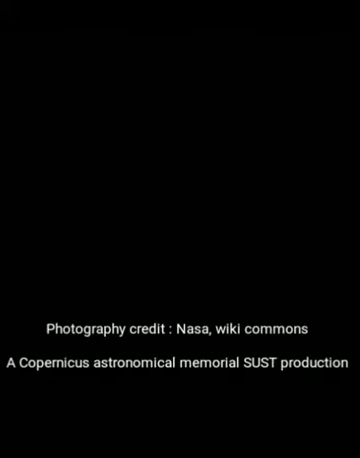 Photography credit : Nasa, wiki commons
A Copernicus astronomical memorial SUST production